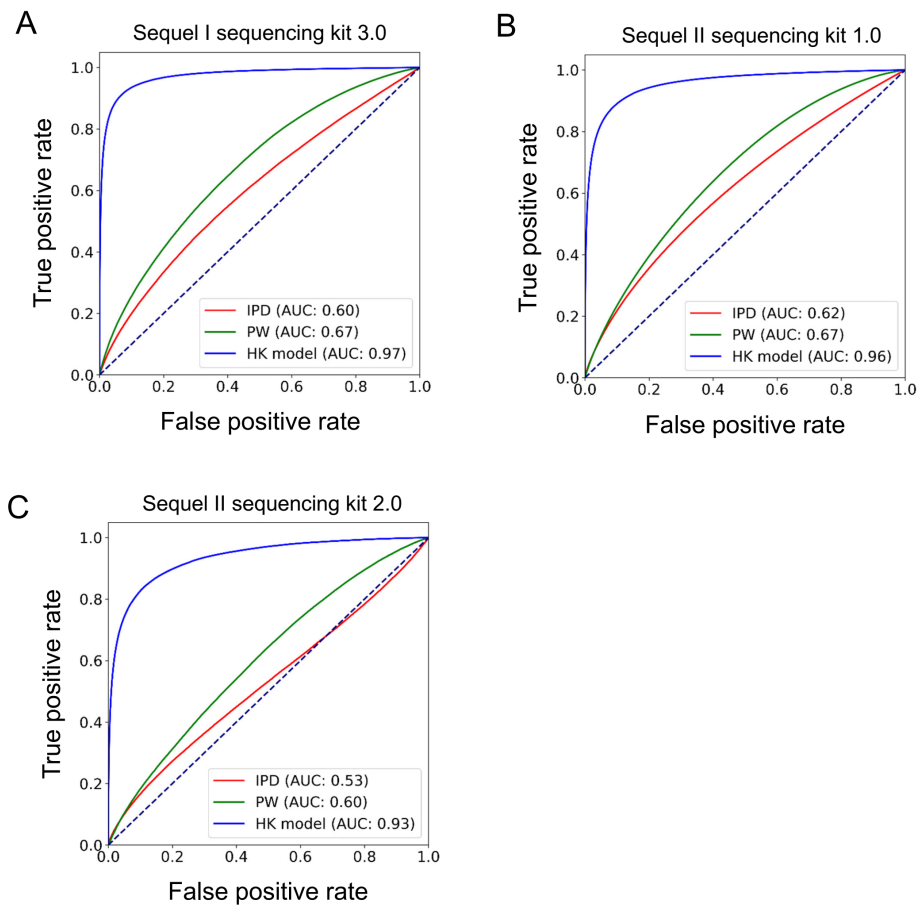 A
Sequel I sequencing kit 3.0
1.0
0.8
0.6
0.4
0.2
0.0
True positive rate
IPD (AUC: 0.60)
PW (AUC: 0.67)
HK model (AUC: 0.97)
0.0 0.2 0.4 0.6 0.8 1.0
False positive rate
B
Sequel II sequencing kit 1.0
1.0
0.8
0.6
0.4
0.2
0.0
True positive rate
IPD (AUC: 0.62)
PW (AUC: 0.67)
HK model (AUC: 0.96)
0.0 0.2 0.4 0.6 0.8 1.0
False positive rate
C
Sequel II sequencing kit 2.0
1.0
0.8
0.6
0.4
0.2
0.0
True positive rate
IPD (AUC: 0.53)
PW (AUC: 0.60)
HK model (AUC: 0.93)
0.0 0.2 0.4 0.6 0.8 1.0
False positive rate